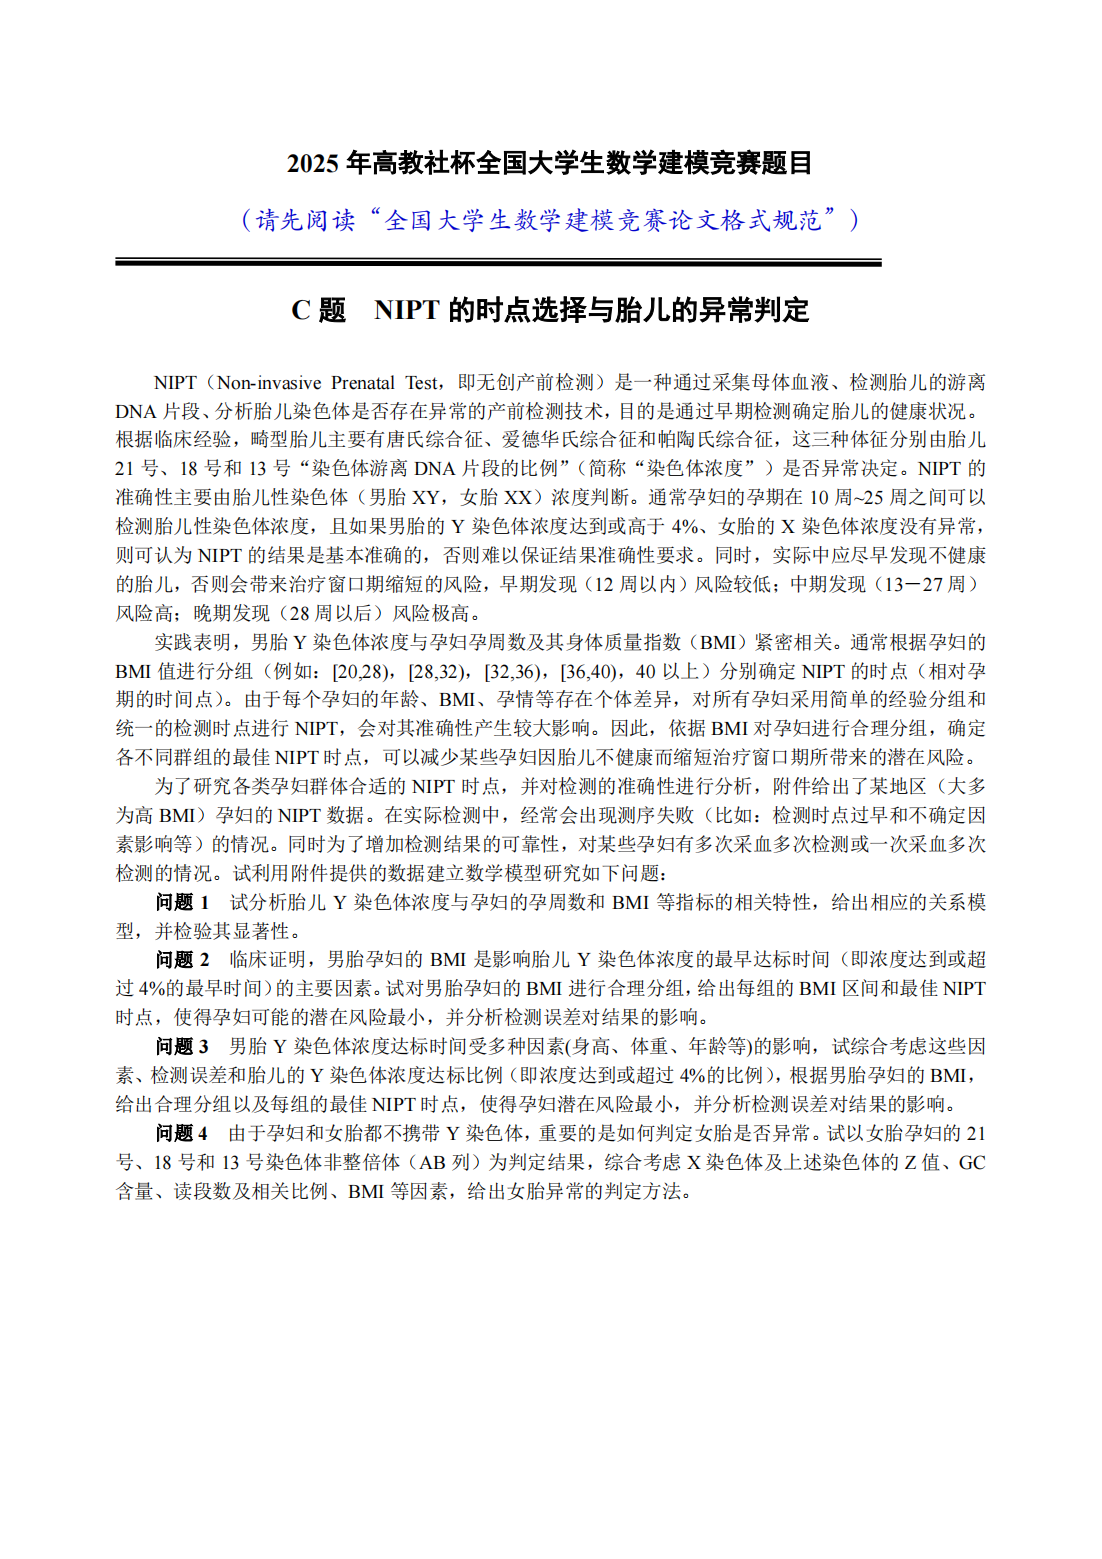 2025 年高教社杯全国大学生数学建模竞赛题目
（请先阅读“全国大学生数学建模竞赛论文格式规范”）
C 题 NIPT 的时点选择与胎儿的异常判定
NIPT（Non-invasive Prenatal Test，即无创产前检测）是一种通过采集母体血液、检测胎儿的游离
DNA 片段、分析胎儿染色体是否存在异常的产前检测技术，目的是通过早期检测确定胎儿的健康状况。
根据临床经验，畸型胎儿主要有唐氏综合征、爱德华氏综合征和帕陶氏综合征，这三种体征分别由胎儿
21 号、18 号和 13 号“染色体游离 DNA 片段的比例”（简称“染色体浓度”）是否异常决定。NIPT 的
准确性主要由胎儿性染色体（男胎 XY，女胎 XX）浓度判断。通常孕妇的孕期在 10 周~25 周之间可以
检测胎儿性染色体浓度，且如果男胎的 Y 染色体浓度达到或高于 4%、女胎的 X 染色体浓度没有异常，
则可认为 NIPT 的结果是基本准确的，否则难以保证结果准确性要求。同时，实际中应尽早发现不健康
的胎儿，否则会带来治疗窗口期缩短的风险，早期发现（12 周以内）风险较低；中期发现（13－27 周）
风险高；晚期发现（28 周以后）风险极高。
实践表明，男胎 Y 染色体浓度与孕妇孕周数及其身体质量指数（BMI）紧密相关。通常根据孕妇的
BMI 值进行分组（例如：[20,28)，[28,32)，[32,36)，[36,40)，40 以上）分别确定 NIPT 的时点（相对孕
期的时间点）。由于每个孕妇的年龄、BMI、孕情等存在个体差异，对所有孕妇采用简单的经验分组和
统一的检测时点进行 NIPT，会对其准确性产生较大影响。因此，依据 BMI 对孕妇进行合理分组，确定
各不同群组的最佳 NIPT 时点，可以减少某些孕妇因胎儿不健康而缩短治疗窗口期所带来的潜在风险。
为了研究各类孕妇群体合适的 NIPT 时点，并对检测的准确性进行分析，附件给出了某地区（大多
为高 BMI）孕妇的 NIPT 数据。在实际检测中，经常会出现测序失败（比如：检测时点过早和不确定因
素影响等）的情况。同时为了增加检测结果的可靠性，对某些孕妇有多次采血多次检测或一次采血多次
检测的情况。试利用附件提供的数据建立数学模型研究如下问题：
问题 1 试分析胎儿 Y 染色体浓度与孕妇的孕周数和 BMI 等指标的相关特性，给出相应的关系模
型，并检验其显著性。
问题 2 临床证明，男胎孕妇的 BMI 是影响胎儿 Y 染色体浓度的最早达标时间（即浓度达到或超
过 4%的最早时间）的主要因素。试对男胎孕妇的 BMI 进行合理分组，给出每组的 BMI 区间和最佳 NIPT
时点，使得孕妇可能的潜在风险最小，并分析检测误差对结果的影响。
问题 3 男胎 Y 染色体浓度达标时间受多种因素(身高、体重、年龄等)的影响，试综合考虑这些因
素、检测误差和胎儿的 Y 染色体浓度达标比例（即浓度达到或超过 4%的比例），根据男胎孕妇的 BMI，
给出合理分组以及每组的最佳 NIPT 时点，使得孕妇潜在风险最小，并分析检测误差对结果的影响。
问题 4 由于孕妇和女胎都不携带 Y 染色体，重要的是如何判定女胎是否异常。试以女胎孕妇的 21
号、18 号和 13 号染色体非整倍体（AB 列）为判定结果，综合考虑 X 染色体及上述染色体的 Z 值、GC
含量、读段数及相关比例、BMI 等因素，给出女胎异常的判定方法。